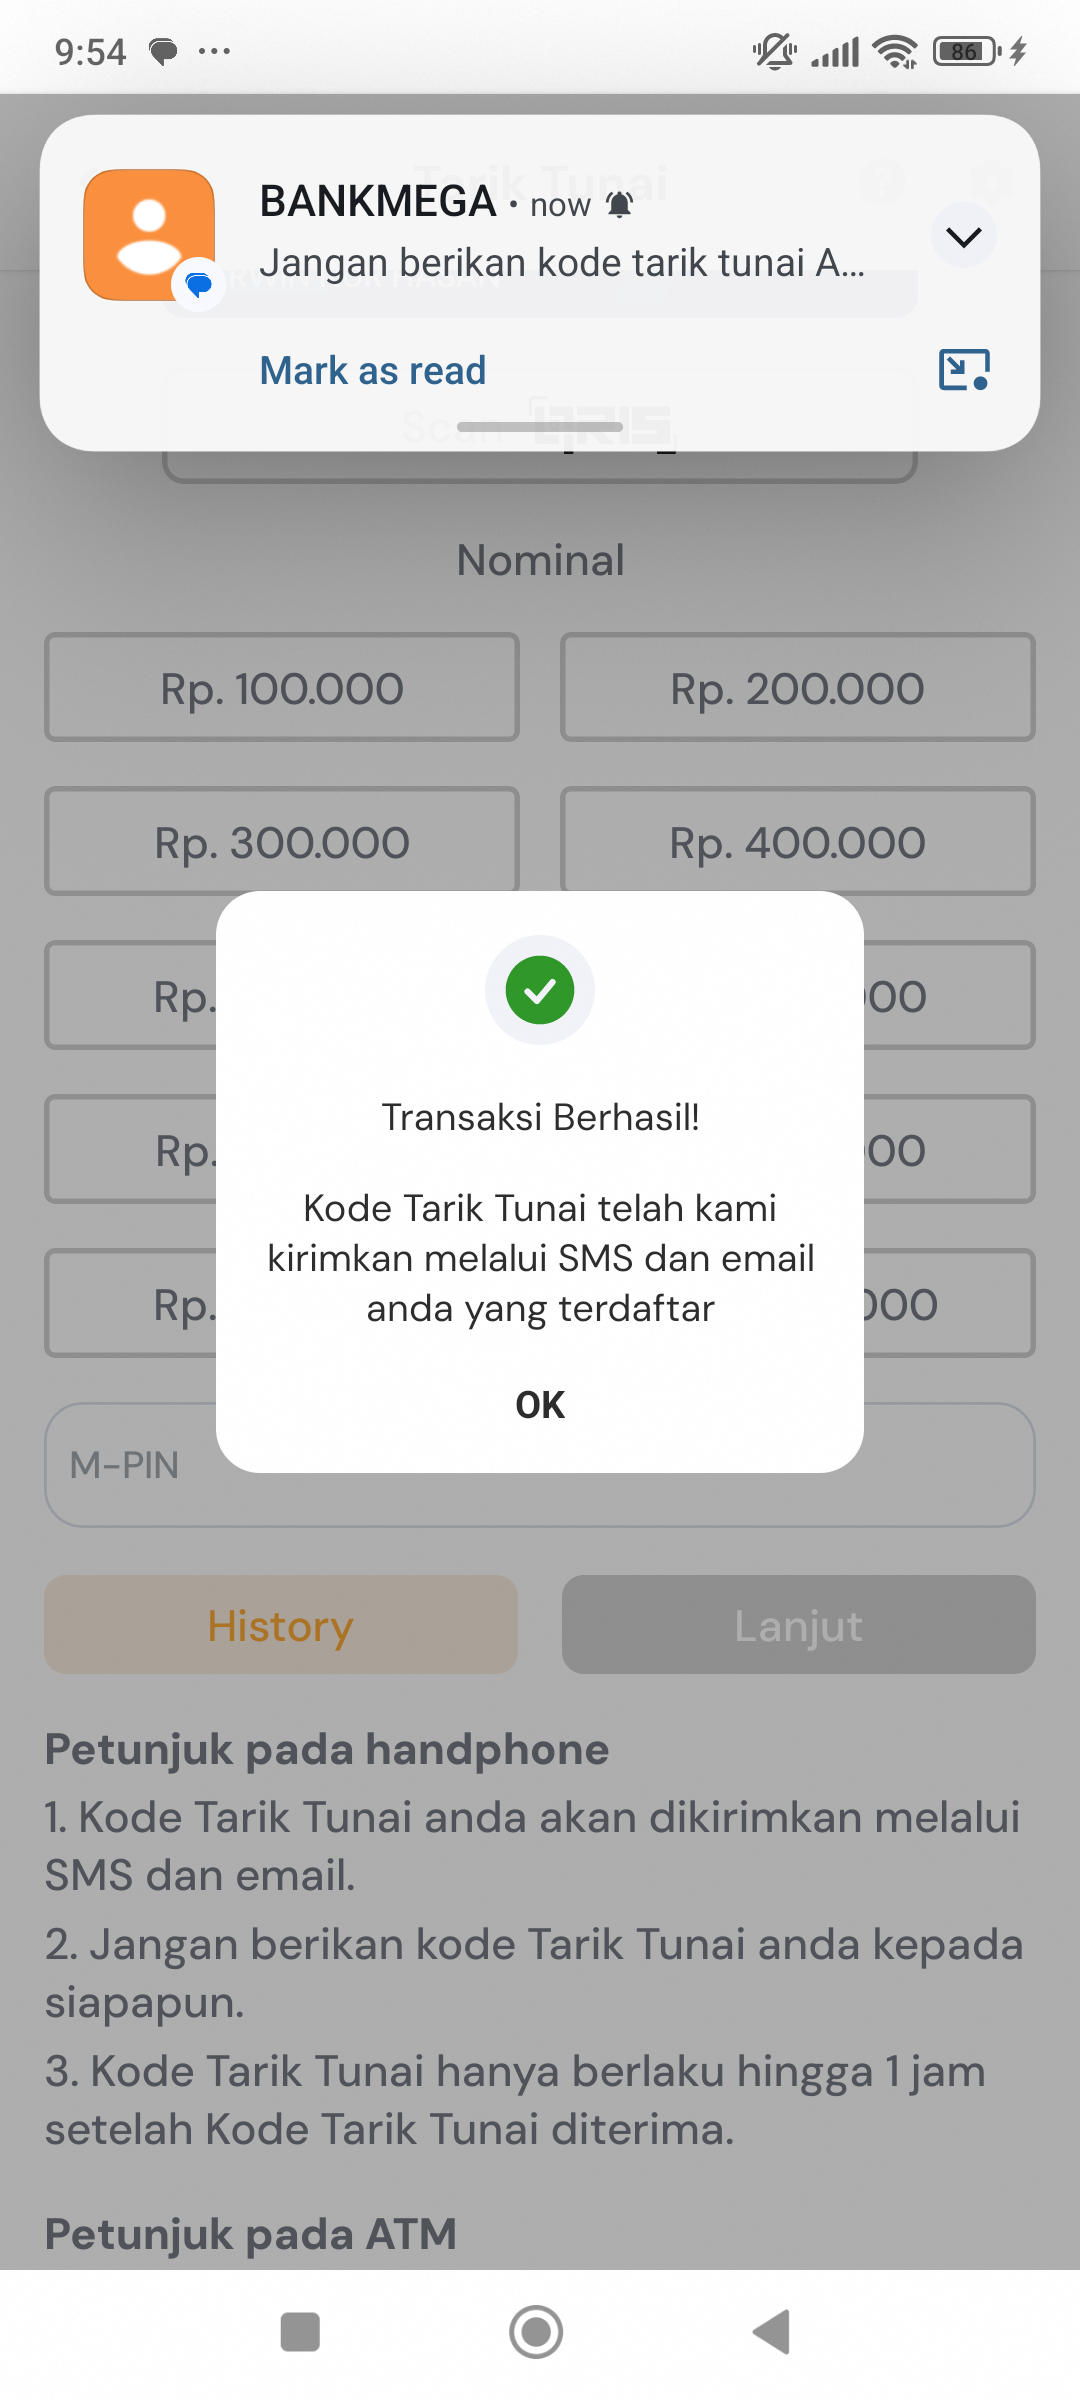 9:54
86
Tarik Tunai
BANKMEGA • now
Jangan berikan kode tarik tunai A...
Mark as read
Scan QRIS
Nominal
Rp. 100.000
Rp. 200.000
Rp. 300.000
Rp. 400.000
Rp.
00
Rp.
00
Rp.
000
Transaksi Berhasil!
Kode Tarik Tunai telah kami
kirimkan melalui SMS dan email
anda yang terdaftar
OK
M-PIN
History
Lanjut
Petunjuk pada handphone
1. Kode Tarik Tunai anda akan dikirimkan melalui
SMS dan email.
2. Jangan berikan kode Tarik Tunai anda kepada
siapapun.
3. Kode Tarik Tunai hanya berlaku hingga 1 jam
setelah Kode Tarik Tunai diterima.
Petunjuk pada ATM